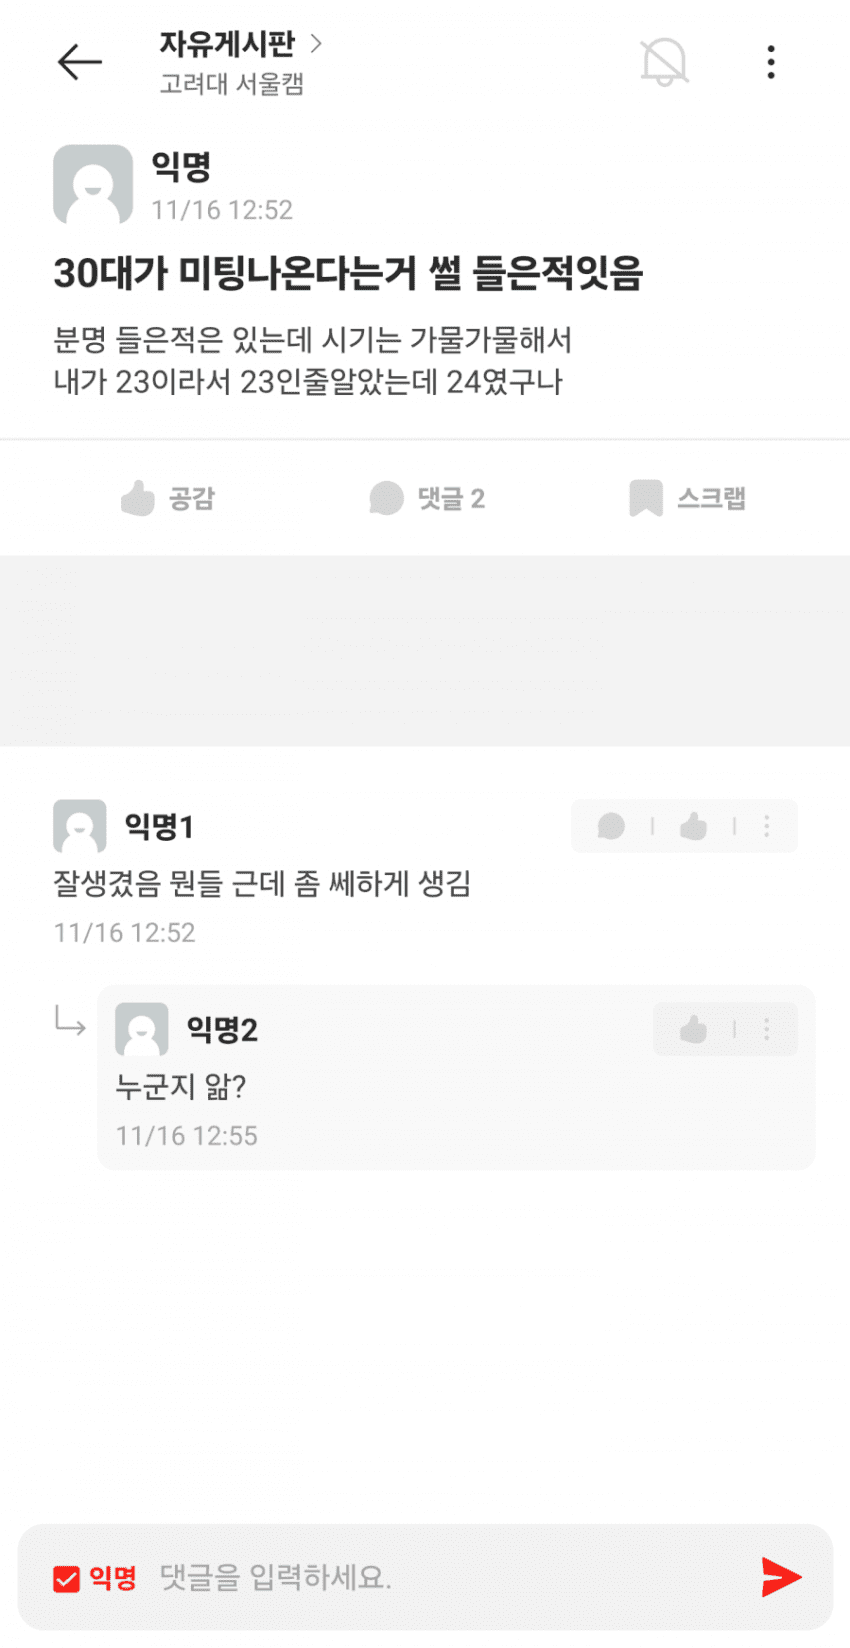 자유게시판
고려대 서울캠
익명
11/16 12:52
30대가 미팅나온다는거 썰 들은적잇음
분명 들은적은 있는데 시기는 가물가물해서
내가 23이라서 23인줄알았는데 24였구나
공감 댓글 2 스크랩
익명1
잘생겼음 뭔들 근데 좀 쎄하게 생김
11/16 12:52
익명2
누군지 앎?
11/16 12:55
익명 댓글을 입력하세요.